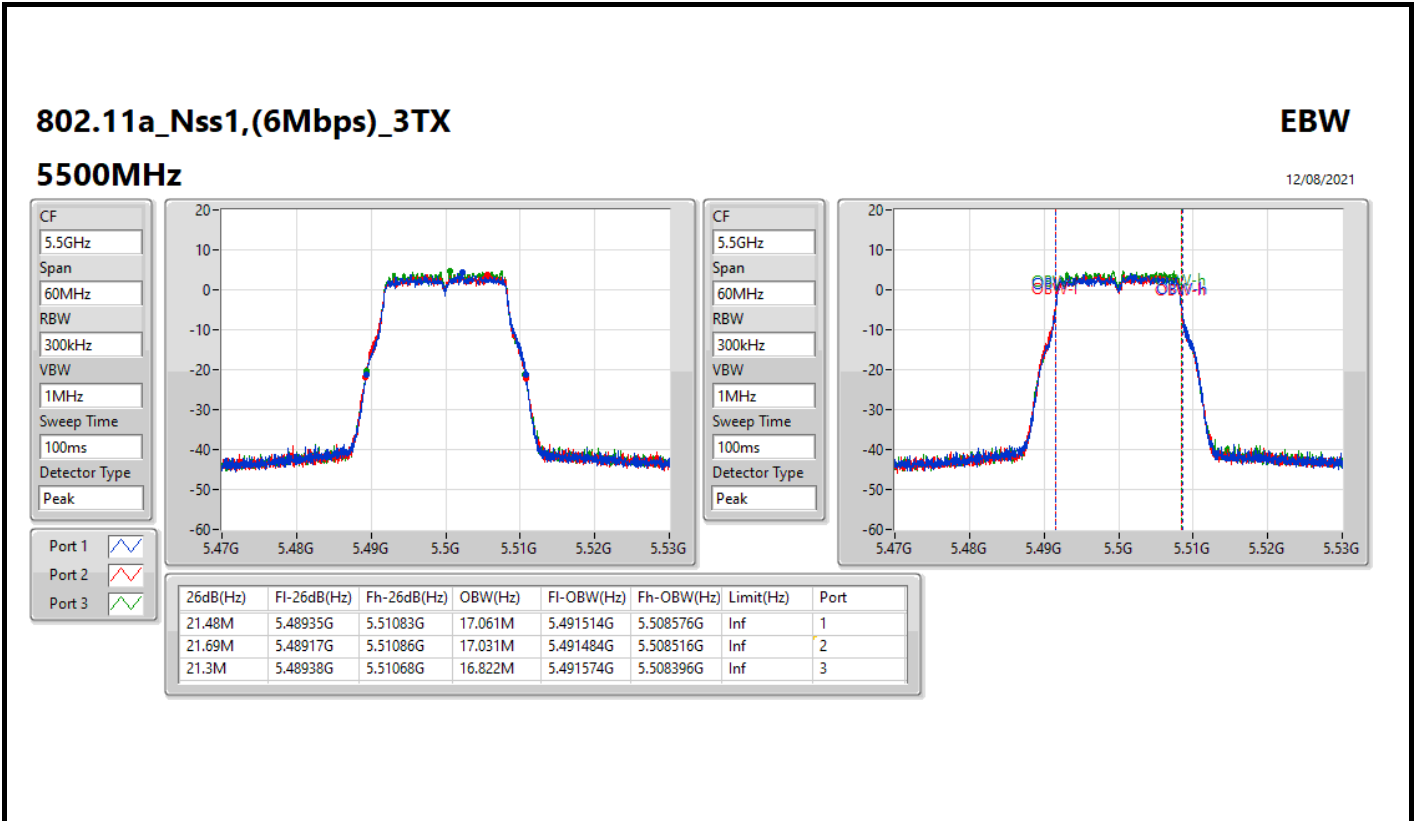 802.11a_Nss1,(6Mbps)_3TX
EBW
5500MHz
12/08/2021
CF
5.5GHz
Span
60MHz
RBW
300kHz
VBW
1MHz
Sweep Time
100ms
Detector Type
Peak
20
10
0
-10
-20
-30
-40
-50
-60
5.47G 5.48G 5.49G 5.5G 5.51G 5.52G 5.53G
CF
5.5GHz
Span
60MHz
RBW
300kHz
VBW
1MHz
Sweep Time
100ms
Detector Type
Peak
20
10
0
-10
-20
-30
-40
-50
-60
OBW-h
5.47G 5.48G 5.49G 5.5G 5.51G 5.52G 5.53G
Port 1
Port 2
Port 3
26dB(Hz) Fl-26dB(Hz) Fh-26dB(Hz) OBW(Hz) Fl-OBW(Hz) Fh-OBW(Hz) Limit(Hz) Port
21.48M 5.48935G 5.51083G 17.061M 5.491514G 5.508576G Inf 1
21.69M 5.48917G 5.51086G 17.031M 5.491484G 5.508516G Inf 2
21.3M 5.48938G 5.51068G 16.822M 5.491574G 5.508396G Inf 3